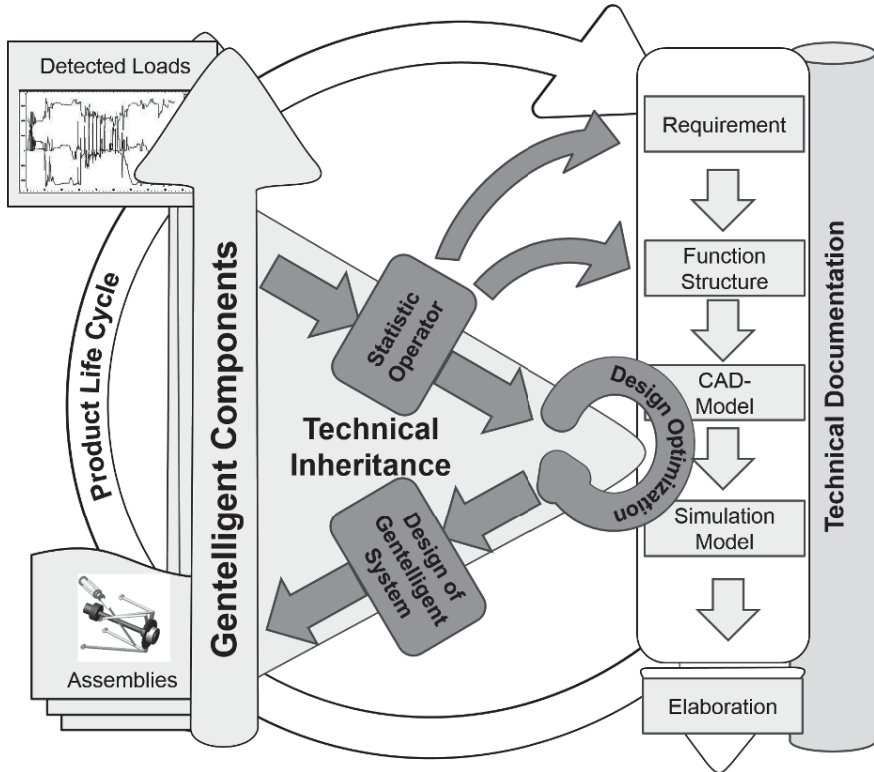 Detected Loads
Product Life Cycle
Gentelligent Components
Assemblies
Statistic
Operator
Technical
Inheritance
Design of
Gentelligent
System
Design Optimization
Requirement
Function
Structure
CAD-
Model
Simulation
Model
Elaboration
Technical Documentation